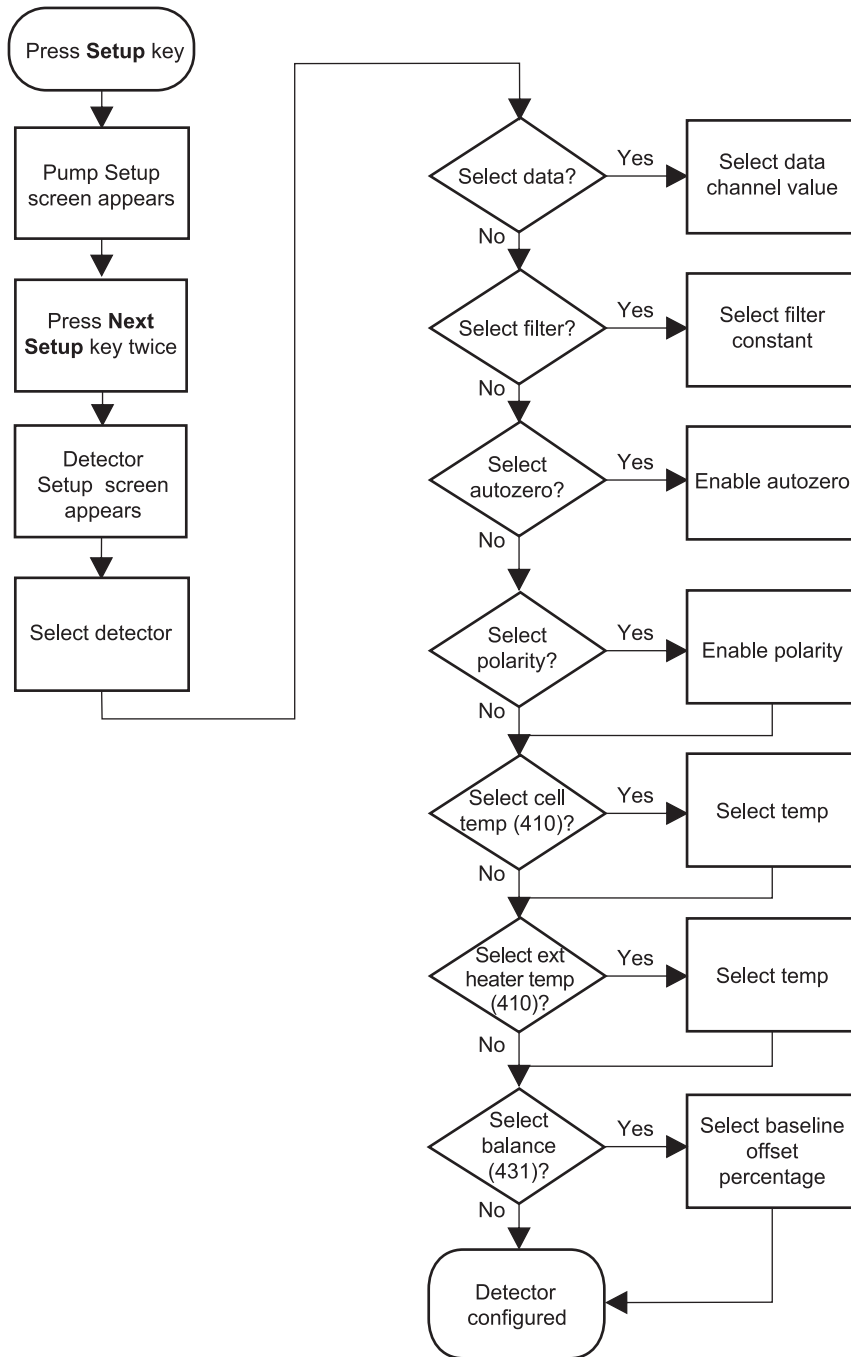 Press Setup key
Pump Setup
screen appears
Press Next
Setup key twice
Detector
Setup screen
appears
Select detector
Select data?
Yes
No
Select data
channel value
Select filter?
Yes
No
Select filter
constant
Select
autozero?
Yes
No
Enable autozero
Select
polarity?
Yes
No
Enable polarity
Select cell
temp (410)?
Yes
No
Select temp
Select ext
heater temp
(410)?
Yes
No
Select temp
Select
balance
(431)?
Yes
No
Select baseline
offset
percentage
Detector
configured